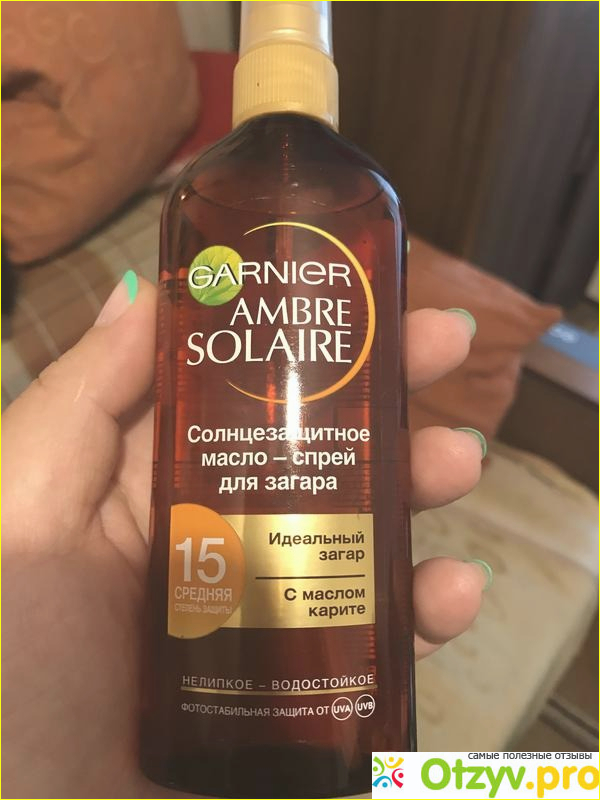 GARNIER
AMBRE
SOLAIRE
Солнцезащитное
масло – спрей
для загара
15
СРЕДНЯЯ
СТЕПЕНЬ ЗАЩИТЫ
Идеальный
загар
С маслом
карите
НЕЛИПКОЕ – ВОДОСТОЙКОЕ
ФОТОСТАБИЛЬНАЯ ЗАЩИТА ОТ UVA UVB
самые полезные отзывы
Otzyv.pro